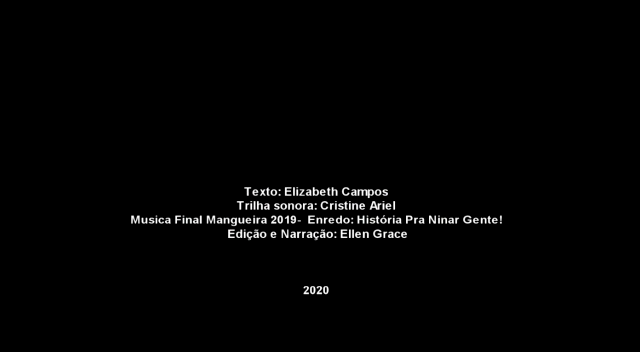 Texto: Elizabeth Campos
Trilha sonora: Cristine Ariel
Musica Final Mangueira 2019-  Enredo: História Pra Ninar Gente!
Edição e Narração: Ellen Grace
2020